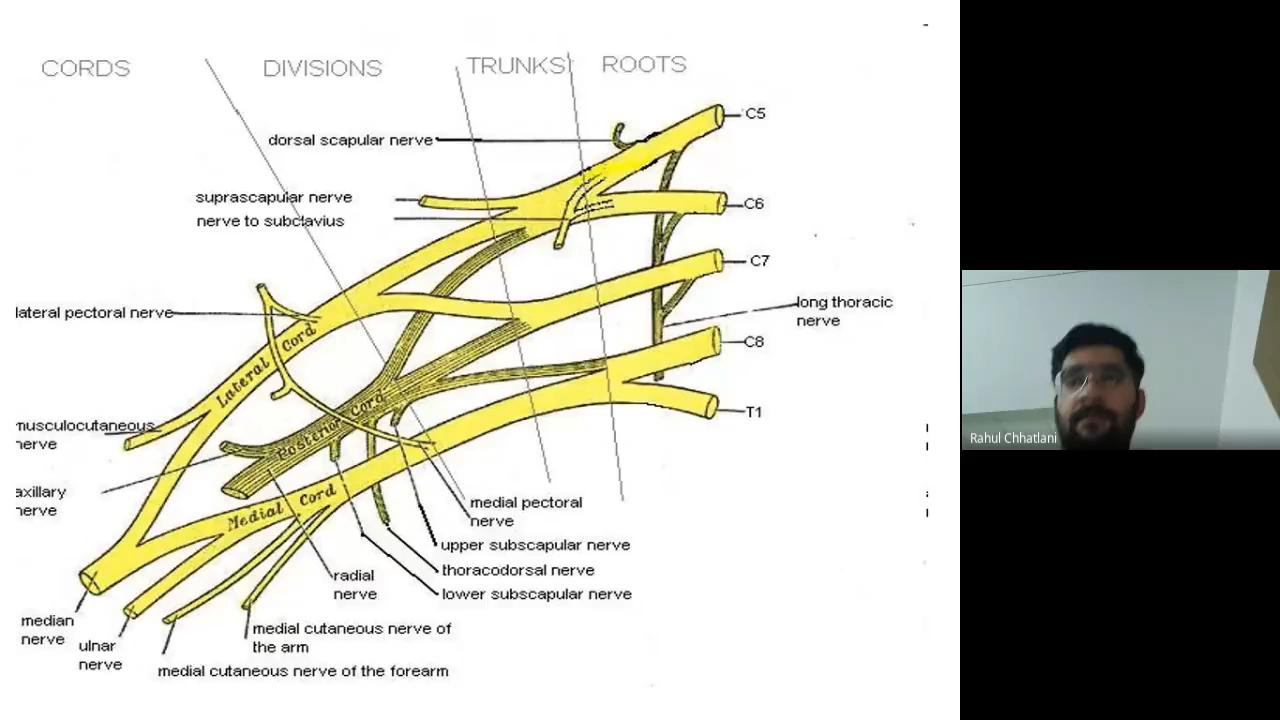 CORDS
DIVISIONS
TRUNKS
ROOTS
C5
dorsal scapular nerve
suprascapular nerve
C6
nerve to subclavius
C7
lateral pectoral nerve
long thoracic
nerve
C8
Lateral Cord
T1
musculocutaneous
nerve
Posterior Cord
axillary
nerve
Medial Cord
medial pectoral
nerve
upper subscapular nerve
thoracodorsal nerve
radial
nerve
lower subscapular nerve
median
nerve
ulnar
nerve
medial cutaneous nerve of
the arm
medial cutaneous nerve of the forearm
Rahul Chhatlani